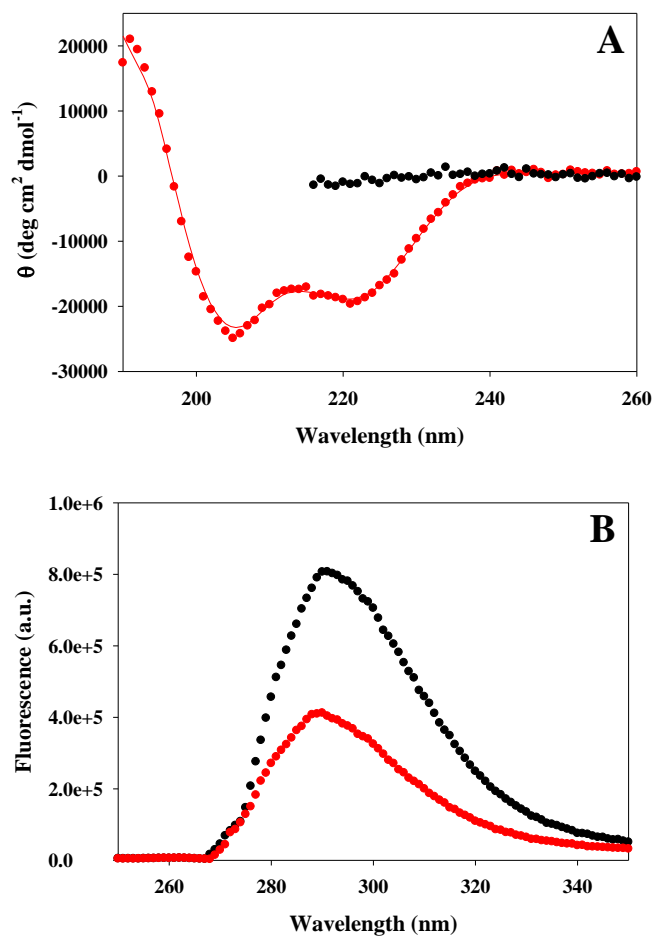 A
20000
10000
0
-10000
-20000
-30000
θ (deg cm² dmol⁻¹)
200 220 240 260
Wavelength (nm)
B
1.0e+6
8.0e+5
6.0e+5
4.0e+5
2.0e+5
0.0
Fluorescence (a.u.)
260 280 300 320 340
Wavelength (nm)